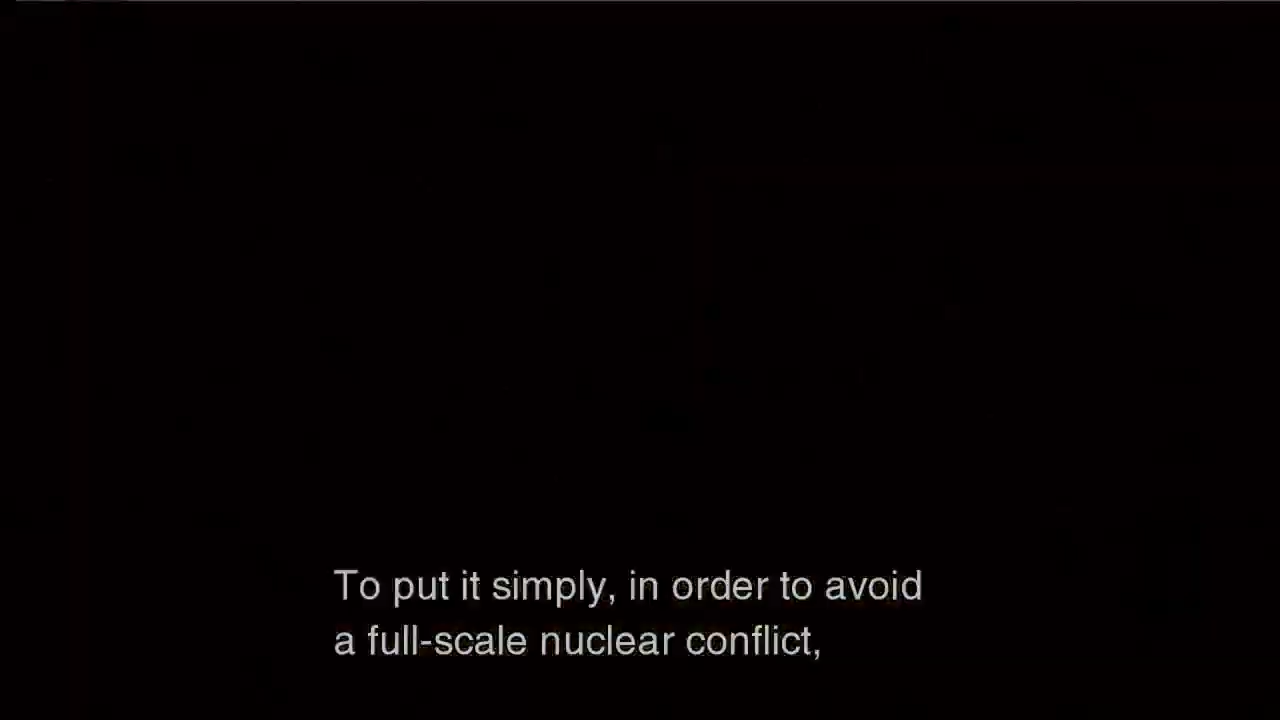 To put it simply, in order to avoid
a full-scale nuclear conflict,